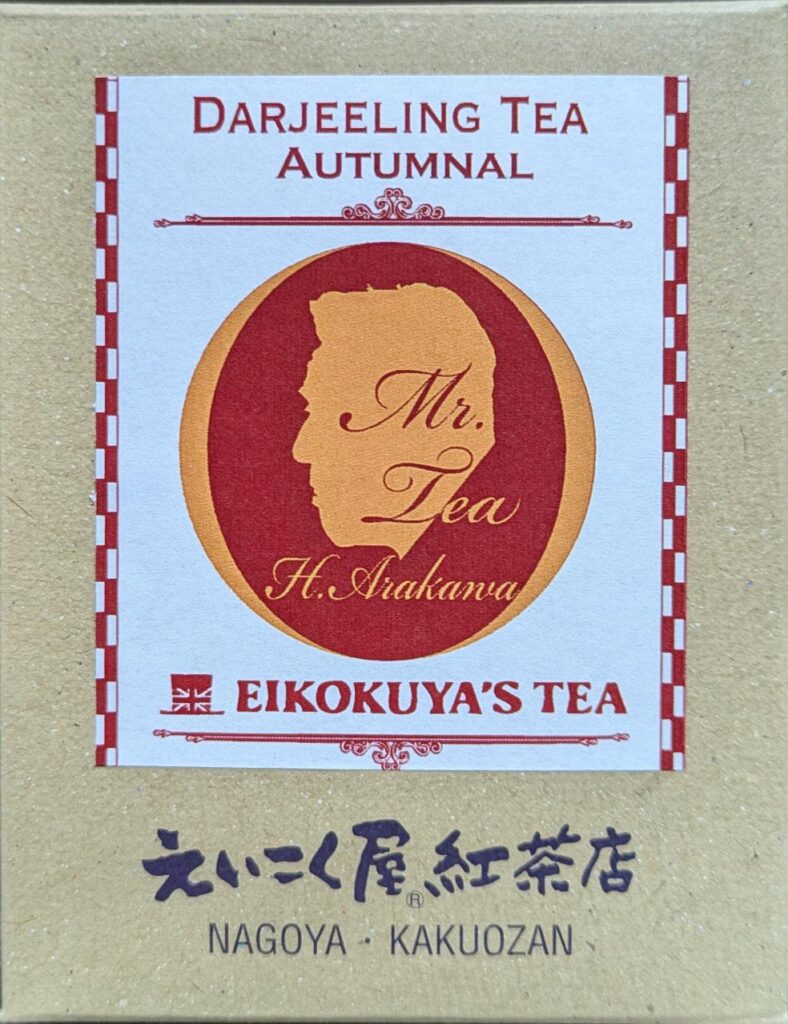 DARJEELING TEA
AUTUMNAL
Mr.
Tea
H. Arakawa
EIKOKUYA'S TEA
えいこく屋® 紅茶店
NAGOYA・KAKUOZAN